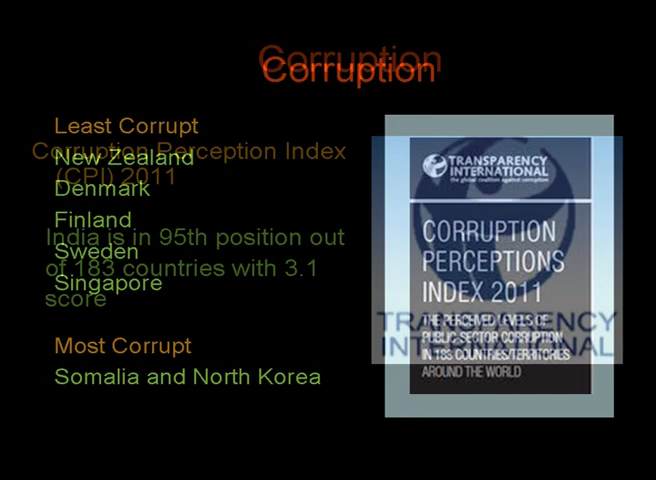 Corruption
Corruption
Least Corrupt
Corruption Perception Index
New Zealand
(CPI) 2011
Denmark
Finland
India is in 95th position out
Sweden
of 183 countries with 3.1
Singapore
score
Most Corrupt
Somalia and North Korea
TRANSPARENCY
INTERNATIONAL
the global coalition against corruption
CORRUPTION
PERCEPTIONS
INDEX 2011
THE PERCEIVED LEVELS OF
PUBLIC-SECTOR CORRUPTION
IN 183 COUNTRIES/TERRITORIES
AROUND THE WORLD
TRANSPARENCY
INTERNATIONAL